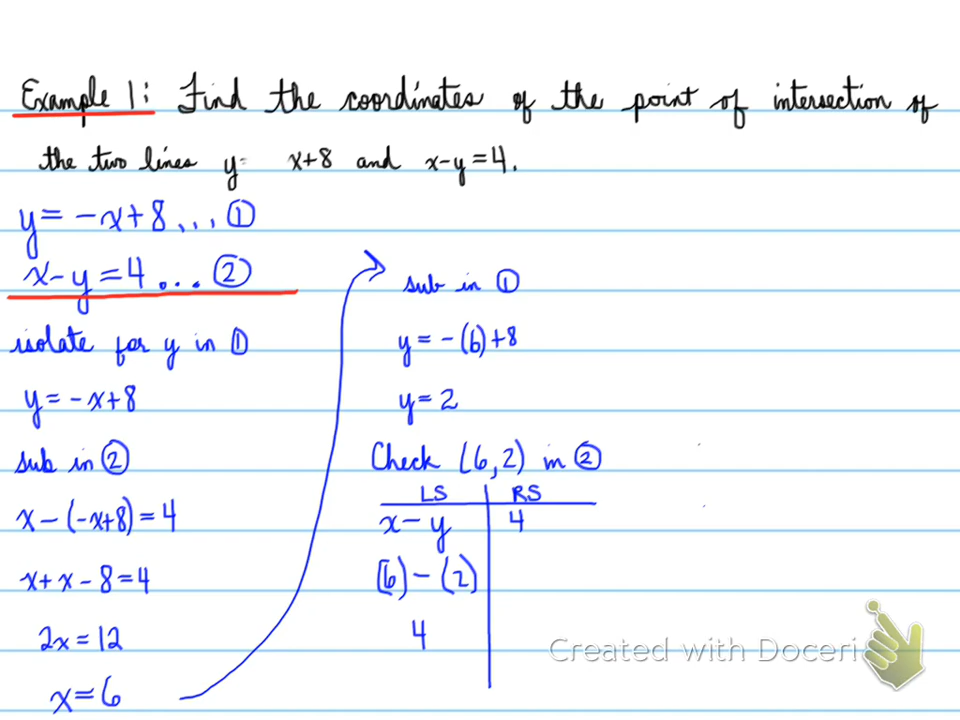 Example 1: Find the coordinates of the point of intersection of
the two lines y= x+8 and x-y=4.
y=-x+8...①
x-y=4...②
isolate for y in ①
y=-x+8
sub in ②
x-(-x+8)=4
x+x-8=4
2x=12
x=6
sub in ①
y=-(6)+8
y=2
Check (6,2) in ②
LS RS
x-y 4
(6)-(2)
4
Created with Doceri